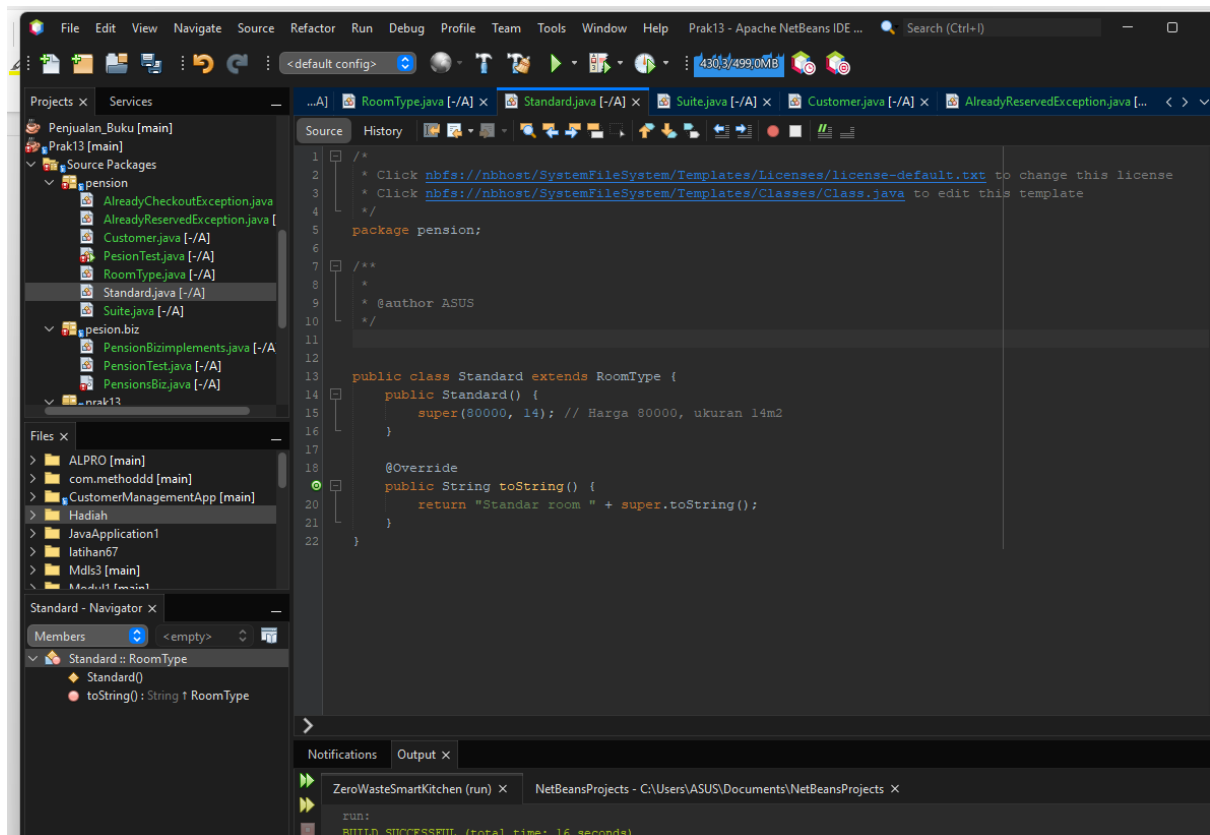 File Edit View Navigate Source Refactor Run Debug Profile Team Tools Window Help Prak13 - Apache NetBeans IDE ... Search (Ctrl+I)
<default config> 430,3/499,0MB
Projects Services
Penjualan_Buku [main]
Prak13 [main]
Source Packages
pension
AlreadyCheckoutException.java
AlreadyReservedException.java [
Customer.java [-/A]
PesionTest.java [-/A]
RoomType.java [-/A]
Standard.java [-/A]
Suite.java [-/A]
pesion.biz
PensionBizimplements.java [-/A
PensionTest.java [-/A]
PensionsBiz.java [-/A]
prak13
Files
ALPRO [main]
com.methoddd [main]
CustomerManagementApp [main]
Hadiah
JavaApplication1
latihan67
Mdls3 [main]
Modul1 [main]
Standard - Navigator
Members <empty>
Standard :: RoomType
Standard()
toString() : String ↑ RoomType
...A] RoomType.java [-/A] Standard.java [-/A] Suite.java [-/A] Customer.java [-/A] AlreadyReservedException.java [...
Source History
1 /*
2 * Click nbfs://nbhost/SystemFileSystem/Templates/Licenses/license-default.txt to change this license
3 * Click nbfs://nbhost/SystemFileSystem/Templates/Classes/Class.java to edit this template
4 */
5 package pension;
6
7 /**
8 *
9 * @author ASUS
10 */
11
12
13 public class Standard extends RoomType {
14 public Standard() {
15 super(80000, 14); // Harga 80000, ukuran 14m2
16 }
17
18 @Override
public String toString() {
20 return "Standar room " + super.toString();
21 }
22 }
Notifications Output
ZeroWasteSmartKitchen (run) NetBeansProjects - C:\Users\ASUS\Documents\NetBeansProjects
run:
BUILD SUCCESSFUL (total time: 16 seconds)